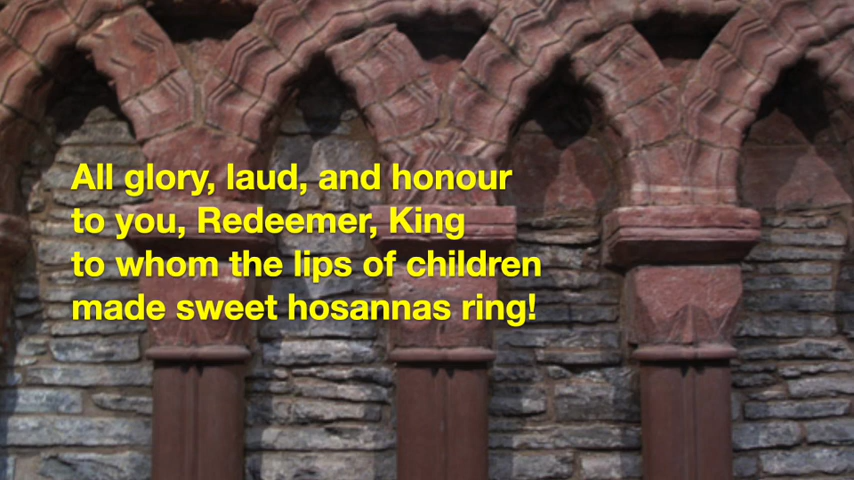 All glory, laud, and honour
to you, Redeemer, King
to whom the lips of children
made sweet hosannas ring!